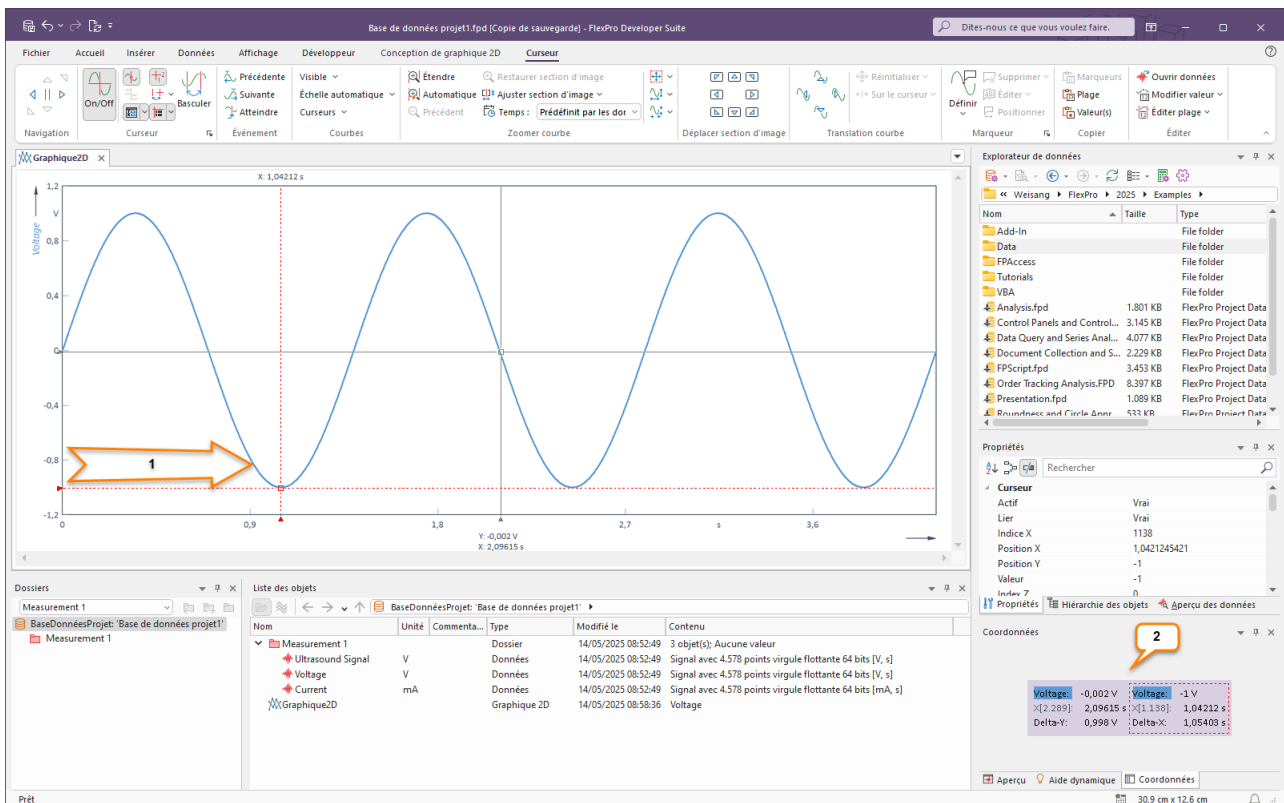 Base de données projet1.fpd [Copie de sauvegarde] - FlexPro Developer Suite
Dites-nous ce que vous voulez faire.
Fichier Accueil Insérer Données Affichage Développeur Conception de graphique 2D Curseur
On/Off
Basculer
Précédente
Suivante
Atteindre
Visible
Échelle automatique
Curseurs
Étendre Restaurer section d'image
Automatique Ajuster section d'image
Précédent Temps : Prédéfinit par les dor
Réinitialiser
Sur le curseur
Définir
Supprimer
Éditer
Positionner
Marqueurs
Plage
Valeur(s)
Ouvrir données
Modifier valeur
Éditer plage
Navigation Curseur Événement Courbes Zoomer courbe Déplacer section d'image Translation courbe Marqueur Copier Éditer
Graphique2D
X: 1,04212 s
1,2
V
0,8
0,4
0
-0,4
-0,8
-1,2
Voltage
1
0 0,9 1,8 2,7 s 3,6
Y: -0,002 V
X: 2,09615 s
Explorateur de données
« Weisang FlexPro 2025 Examples
Nom Taille Type
Add-In File folder
Data File folder
FPAccess File folder
Tutorials File folder
VBA File folder
Analysis.fpd 1.801 KB FlexPro Project Data
Control Panels and Control... 3.145 KB FlexPro Project Data
Data Query and Series Anal... 4.077 KB FlexPro Project Data
Document Collection and S... 2.229 KB FlexPro Project Data
FPScript.fpd 3.453 KB FlexPro Project Data
Order Tracking Analysis.FPD 8.397 KB FlexPro Project Data
Presentation.fpd 1.089 KB FlexPro Project Data
Roundness and Circle Appr... 533 KB FlexPro Project Data
Propriétés
Rechercher
Curseur
Actif Vrai
Lier Vrai
Indice X 1138
Position X 1,0421245421
Position Y -1
Valeur -1
Index Z 0
Propriétés Hiérarchie des objets Aperçu des données
Dossiers
Measurement 1
BaseDonnéesProjet: 'Base de données projet1'
Measurement 1
Liste des objets
BaseDonnéesProjet: 'Base de données projet1'
Nom Unité Commenta... Type Modifié le Contenu
Measurement 1 Dossier 14/05/2025 08:52:49 3 objet(s); Aucune valeur
Ultrasound Signal V Données 14/05/2025 08:52:49 Signal avec 4.578 points virgule flottante 64 bits [V, s]
Voltage V Données 14/05/2025 08:52:49 Signal avec 4.578 points virgule flottante 64 bits [V, s]
Current mA Données 14/05/2025 08:52:49 Signal avec 4.578 points virgule flottante 64 bits [mA, s]
Graphique2D Graphique 2D 14/05/2025 08:58:36 Voltage
Coordonnées
2
Voltage: -0,002 V Voltage: -1 V
X[2.289]: 2,09615 s X[1.138]: 1,04212 s
Delta-Y: 0,998 V Delta-X: 1,05403 s
Aperçu Aide dynamique Coordonnées
Prêt
30.9 cm x 12.6 cm